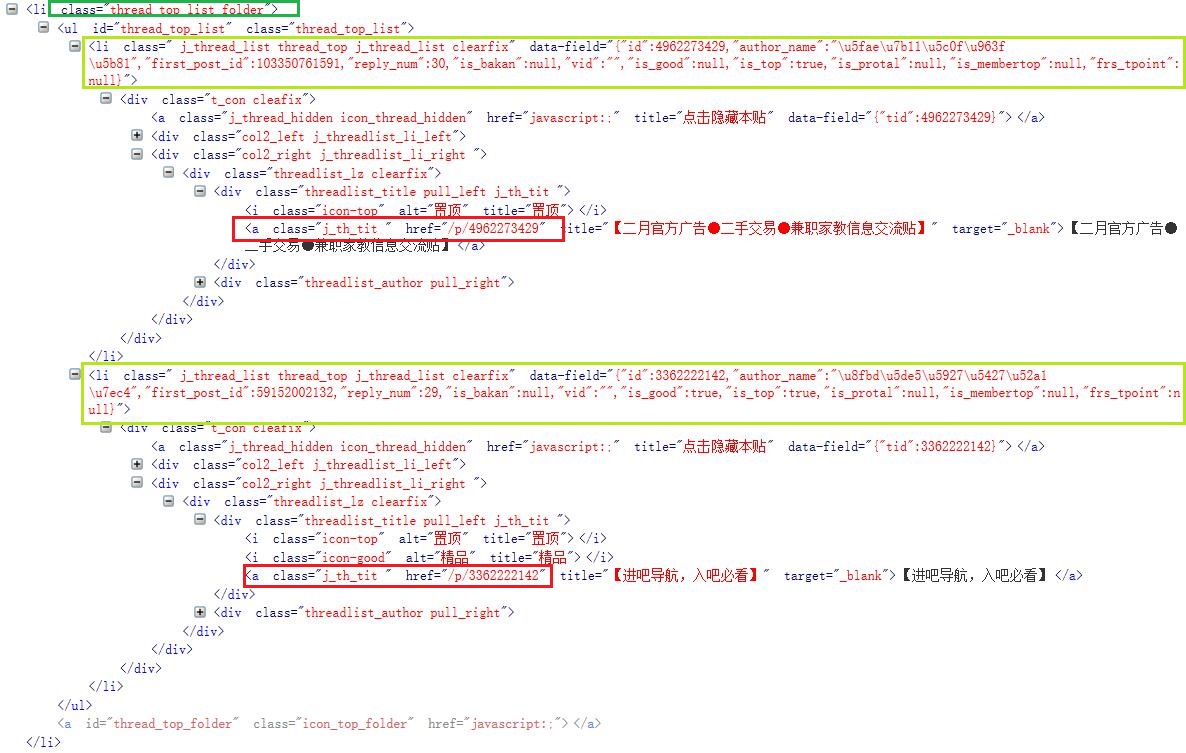 <li class="thread_top_list_folder">
<ul id="thread_top_list" class="thread_top_list">
<li class=" j_thread_list thread_top j_thread_list clearfix" data-field="{"id":4962273429,"author_name":"\u5fae\u7b11\u5c0f\u963f
\u5b81","first_post_id":103350761591,"reply_num":30,"is_bakan":null,"vid":"","is_good":null,"is_top":true,"is_protal":null,"is_membertop":null,"frs_tpoint":
null}">
<div class="t_con cleafix">
<a class="j_thread_hidden icon_thread_hidden" href="javascript:;" title="点击隐藏本贴" data-field="{"tid":4962273429}"></a>
<div class="col2_left j_threadlist_li_left">
<div class="col2_right j_threadlist_li_right ">
<div class="threadlist_lz clearfix">
<div class="threadlist_title pull_left j_th_tit ">
<i class="icon-top" alt="置顶" title="置顶"></i>
<a class="j_th_tit " href="/p/4962273429" title="【二月官方广告●二手交易●兼职家教信息交流贴】" target="_blank">【二月官方广告●
二手交易●兼职家教信息交流贴】</a>
</div>
<div class="threadlist_author pull_right">
</div>
</div>
</div>
</li>
<li class=" j_thread_list thread_top j_thread_list clearfix" data-field="{"id":3362222142,"author_name":"\u8fbd\u5de5\u5927\u5427\u52a1
\u7ec4","first_post_id":59152002132,"reply_num":29,"is_bakan":null,"vid":"","is_good":true,"is_top":true,"is_protal":null,"is_membertop":null,"frs_tpoint":n
ull}">
<div class="t_con cleafix">
<a class="j_thread_hidden icon_thread_hidden" href="javascript:;" title="点击隐藏本贴" data-field="{"tid":3362222142}"></a>
<div class="col2_left j_threadlist_li_left">
<div class="col2_right j_threadlist_li_right ">
<div class="threadlist_lz clearfix">
<div class="threadlist_title pull_left j_th_tit ">
<i class="icon-top" alt="置顶" title="置顶"></i>
<i class="icon-good" alt="精品" title="精品"></i>
<a class="j_th_tit " href="/p/3362222142" title="【进吧导航，入吧必看】" target="_blank">【进吧导航，入吧必看】</a>
</div>
<div class="threadlist_author pull_right">
</div>
</div>
</div>
</li>
</ul>
<a id="thread_top_folder" class="icon_top_folder" href="javascript:;"></a>
</li>